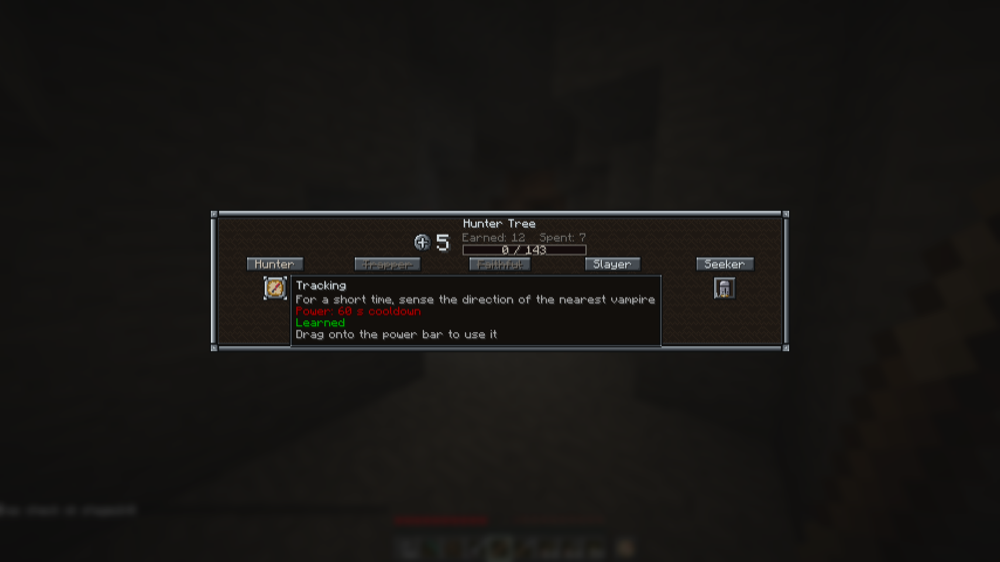 Hunter Tree
5
Earned: 12 Spent: 7
0 / 143
Hunter
Slayer
Seeker
Tracking
For a short time, sense the direction of the nearest vampire
Power: 60 s cooldown
Learned
Drag onto the power bar to use it